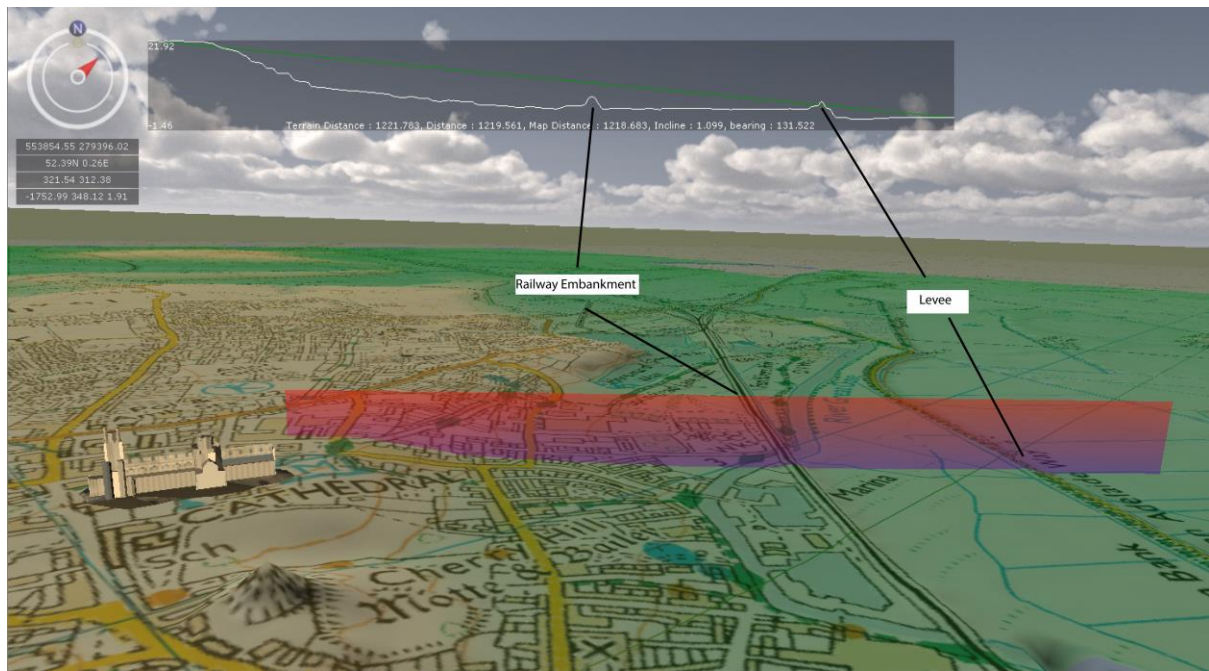 N
21.92
-1.46
Terrain Distance : 1221.783, Distance : 1219.561, Map Distance : 1218.683, Incline : 1.099, bearing : 131.522
553854.55 279396.02
52.39N 0.26E
321.54 312.38
-1752.99 348.12 1.91
Railway Embankment
Levee
River
Marina
CATHEDRAL
Sch
Cherry
Hill
Motte &
Bailey
Bank